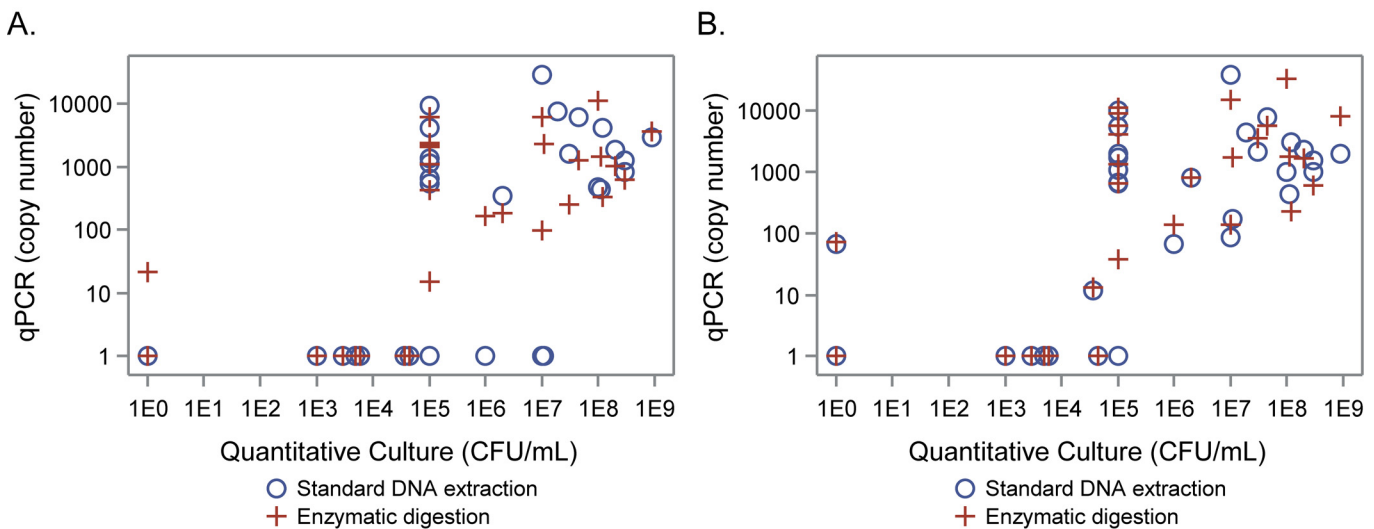 A.
qPCR (copy number)
10000
1000
100
10
1
1E0 1E1 1E2 1E3 1E4 1E5 1E6 1E7 1E8 1E9
Quantitative Culture (CFU/mL)
Standard DNA extraction
Enzymatic digestion
B.
qPCR (copy number)
10000
1000
100
10
1
1E0 1E1 1E2 1E3 1E4 1E5 1E6 1E7 1E8 1E9
Quantitative Culture (CFU/mL)
Standard DNA extraction
Enzymatic digestion